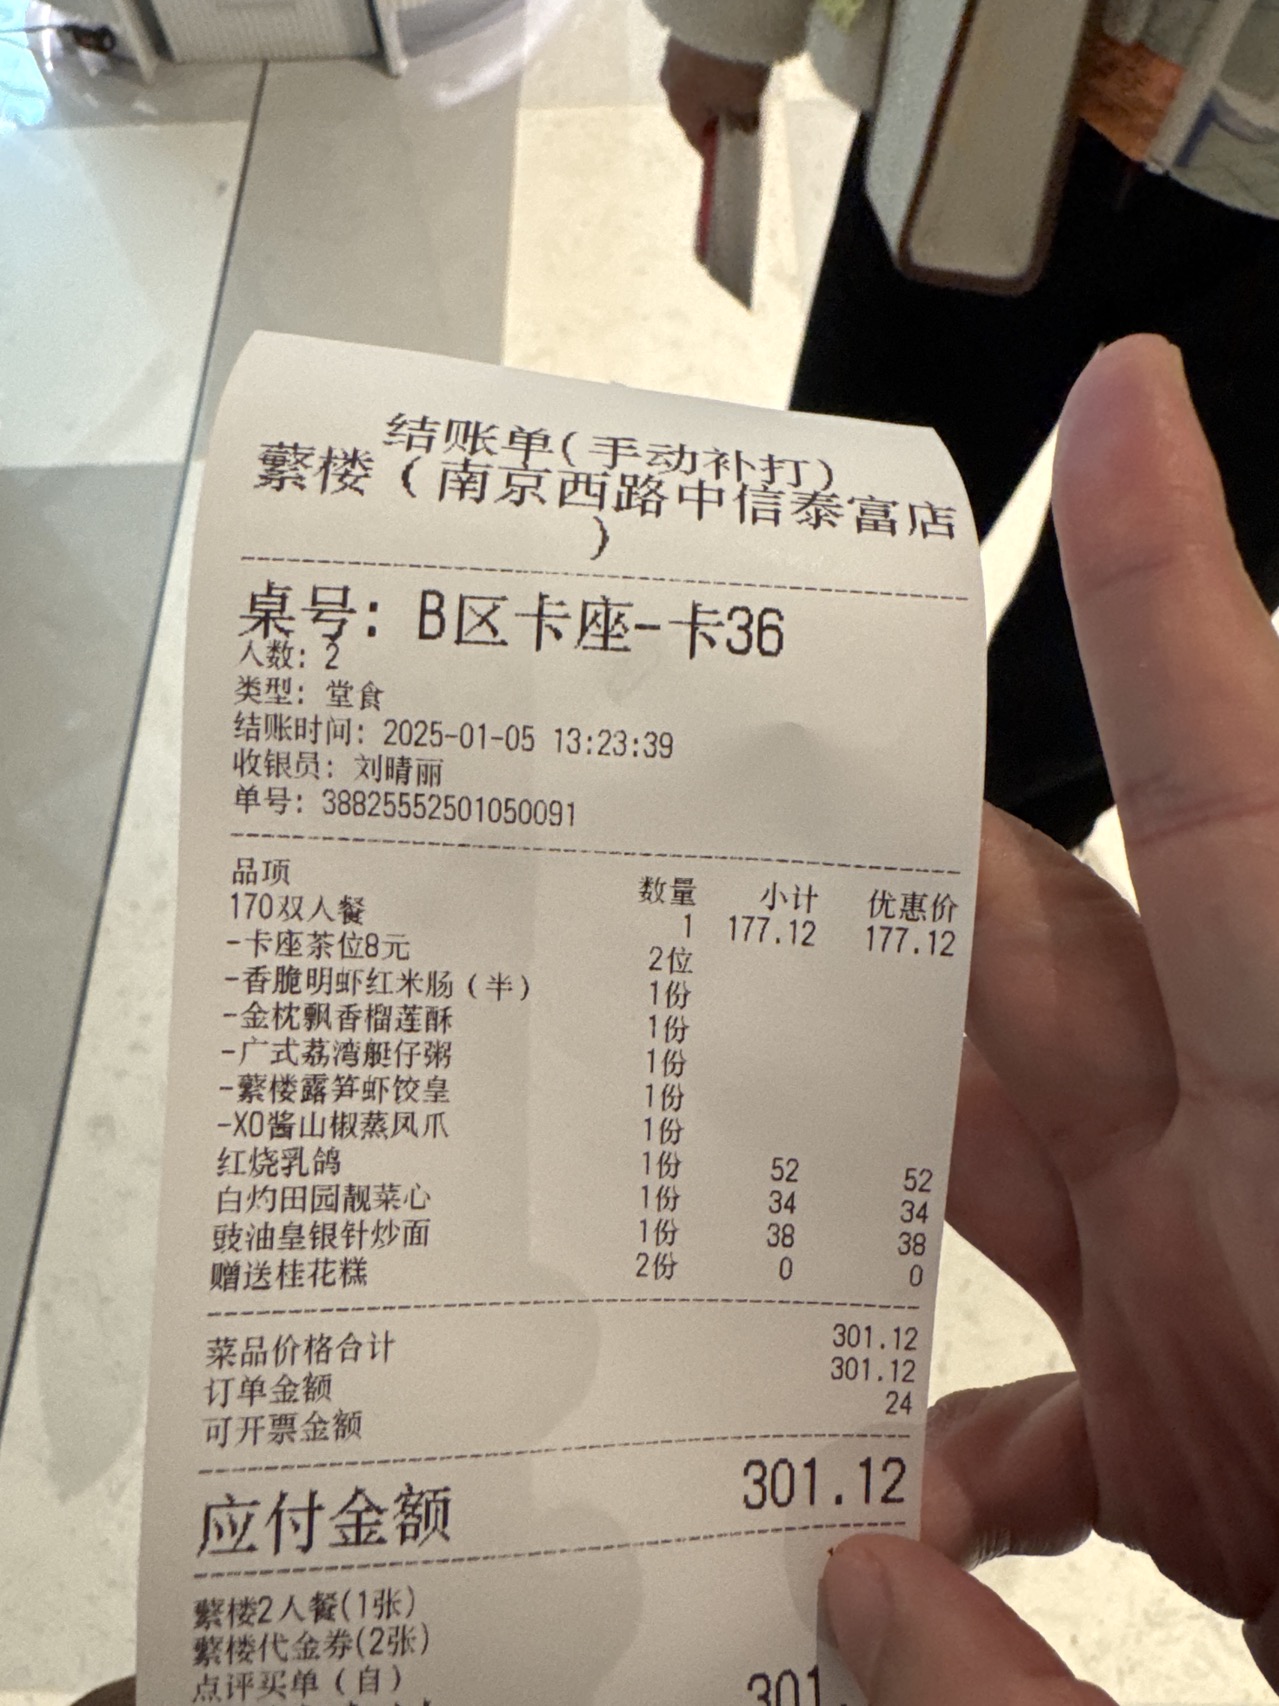 结账单(手动补打)
蘩楼（南京西路中信泰富店
）
桌号: B区卡座-卡36
人数: 2
类型: 堂食
结账时间: 2025-01-05 13:23:39
收银员: 刘晴丽
单号: 38825552501050091
品项 数量 小计 优惠价
170双人餐 1 177.12 177.12
-卡座茶位8元 2位
-香脆明虾红米肠（半） 1份
-金枕飘香榴莲酥 1份
-广式荔湾艇仔粥 1份
-蘩楼露笋虾饺皇 1份
-XO酱山椒蒸凤爪 1份
红烧乳鸽 1份 52 52
白灼田园靓菜心 1份 34 34
豉油皇银针炒面 1份 38 38
赠送桂花糕 2份 0 0
菜品价格合计 301.12
订单金额 301.12
可开票金额 24
应付金额 301.12
蘩楼2人餐(1张)
蘩楼代金券(2张)
点评买单（自）
301.